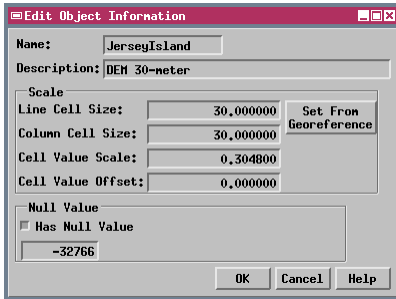 Edit Object Information
Name: JerseyIsland
Description: DEM 30-meter
Scale
Line Cell Size: 30.000000
Set From Georeference
Column Cell Size: 30.000000
Cell Value Scale: 0.304800
Cell Value Offset: 0.000000
Null Value
Has Null Value
-32766
OK Cancel Help